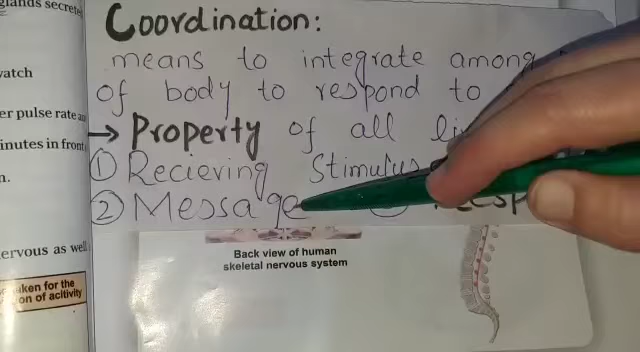 glands secrete
watch
er pulse rate
inutes in front
n.
ervous as well
aken for the
on of acitivity
Coordination:
means to integrate among
of body to respond to
→ Property of all li
① Recieving Stimulus
② Message Resp
Back view of human
skeletal nervous system